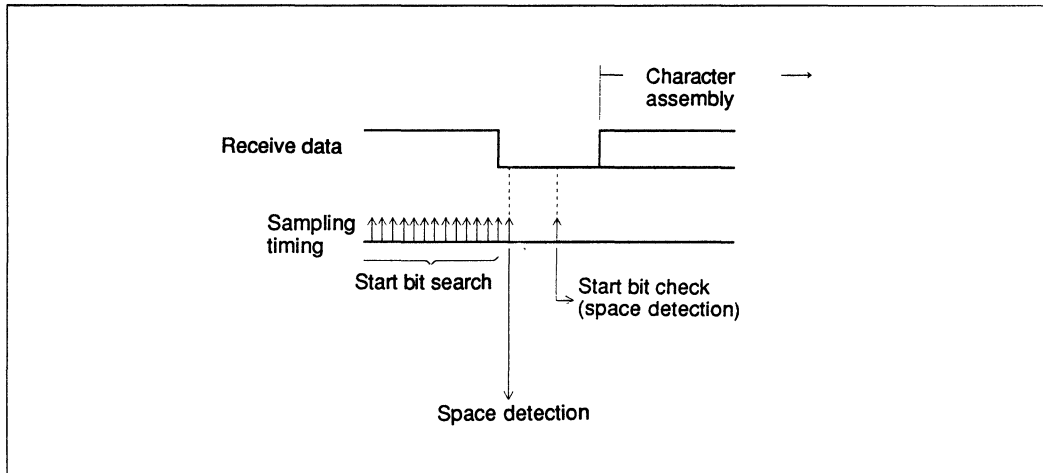 Character
assembly
Receive data
Sampling
timing
Start bit search
Start bit check
(space detection)
Space detection